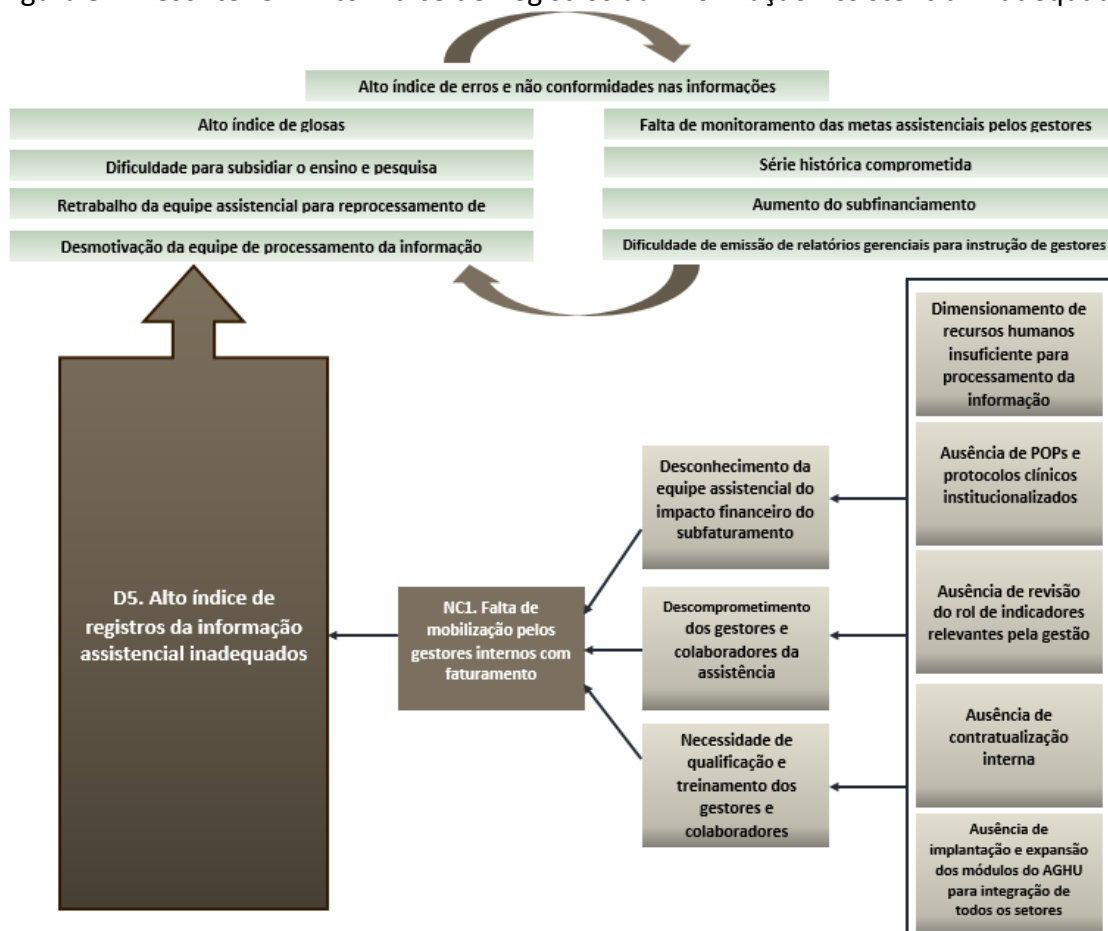 Alto índice de erros e não conformidades nas informações
Alto índice de glosas
Dificuldade para subsidiar o ensino e pesquisa
Retrabalho da equipe assistencial para reprocessamento de
Desmotivação da equipe de processamento da informação
Falta de monitoramento das metas assistenciais pelos gestores
Série histórica comprometida
Aumento do subfinanciamento
Dificuldade de emissão de relatórios gerenciais para instrução de gestores
D5. Alto índice de
registros da informação
assistencial inadequados
NC1. Falta de
mobilização pelos
gestores internos com
faturamento
Desconhecimento da
equipe assistencial do
impacto financeiro do
subfaturamento
Descomprometimento
dos gestores e
colaboradores da
assistência
Necessidade de
qualificação e
treinamento dos
gestores e
colaboradores
Dimensionamento de
recursos humanos
insuficiente para
processamento da
informação
Ausência de POPs e
protocolos clínicos
institucionalizados
Ausência de revisão
do rol de indicadores
relevantes pela gestão
Ausência de
contratualização
interna
Ausência de
implantação e expansão
dos módulos do AGHU
para integração de
todos os setores